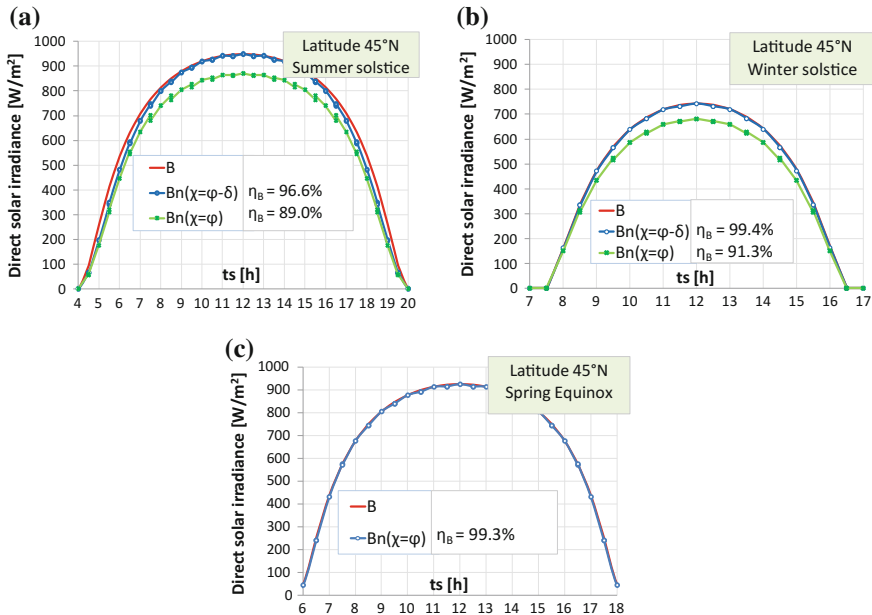 (a)
Direct solar irradiance [W/m²]
1000
900
800
700
600
500
400
300
200
100
0
Latitude 45°N
Summer solstice
B
Bn(χ=φ-δ) η_B = 96.6%
Bn(χ=φ) η_B = 89.0%
ts [h]
4 5 6 7 8 9 10 11 12 13 14 15 16 17 18 19 20
(b)
Direct solar irradiance [W/m²]
1000
900
800
700
600
500
400
300
200
100
0
Latitude 45°N
Winter solstice
B
Bn(χ=φ-δ) η_B = 99.4%
Bn(χ=φ) η_B = 91.3%
ts [h]
7 8 9 10 11 12 13 14 15 16 17
(c)
Direct solar irradiance [W/m²]
1000
900
800
700
600
500
400
300
200
100
0
Latitude 45°N
Spring Equinox
B
Bn(χ=φ) η_B = 99.3%
ts [h]
6 7 8 9 10 11 12 13 14 15 16 17 18